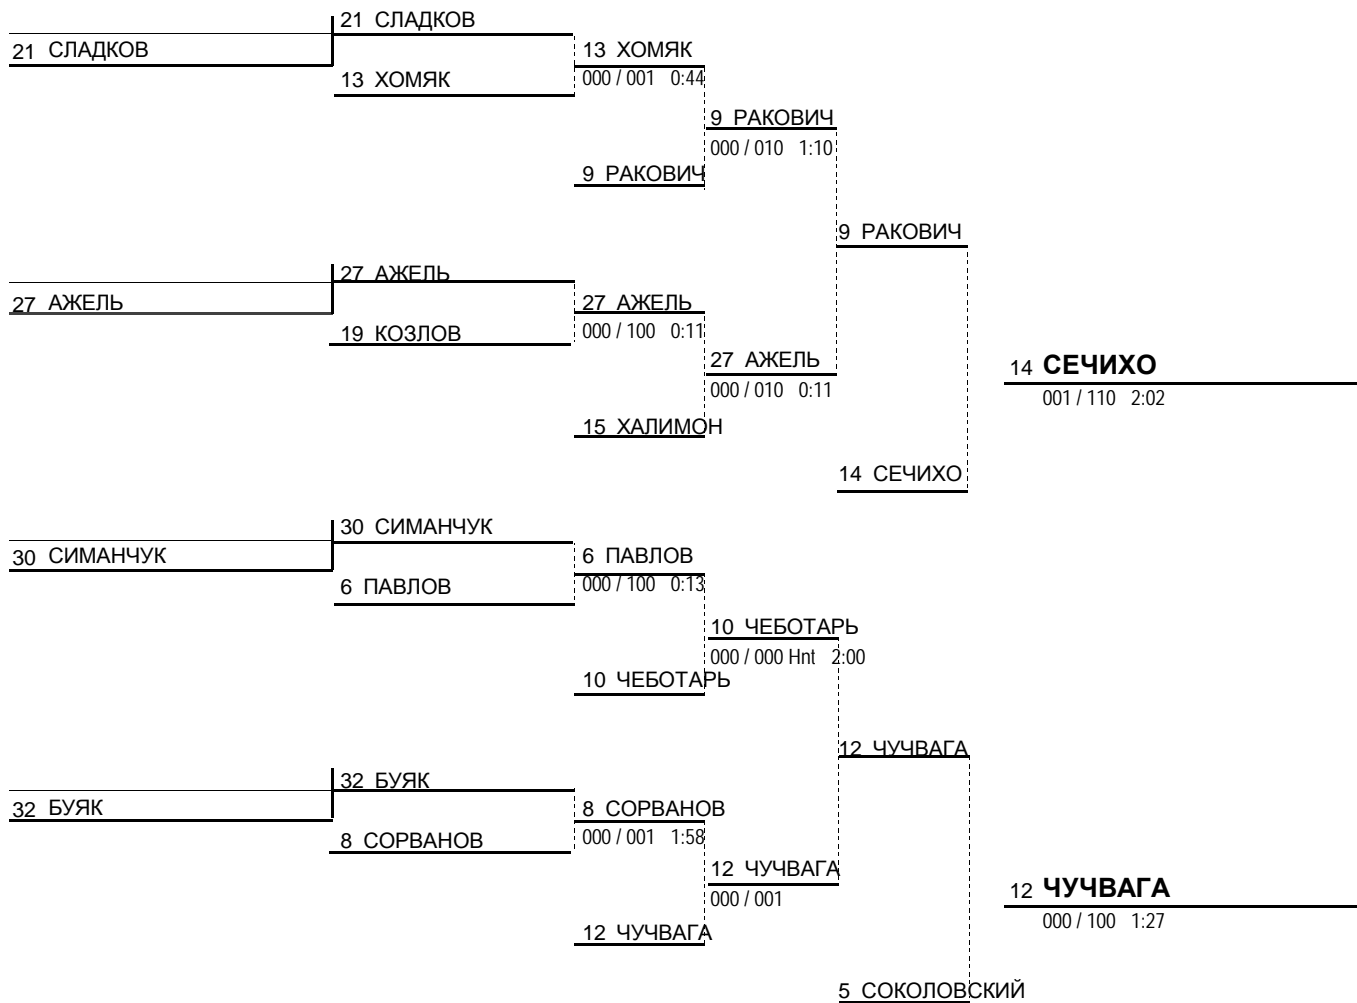 21 СЛАДКОВ
21 СЛАДКОВ
13 ХОМЯК
13 ХОМЯК
000 / 001 0:44
9 РАКОВИЧ
000 / 010 1:10
9 РАКОВИЧ
9 РАКОВИЧ
27 АЖЕЛЬ
27 АЖЕЛЬ
27 АЖЕЛЬ
19 КОЗЛОВ
000 / 100 0:11
27 АЖЕЛЬ
000 / 010 0:11
14 СЕЧИХО
001 / 110 2:02
15 ХАЛИМОН
14 СЕЧИХО
30 СИМАНЧУК
30 СИМАНЧУК
6 ПАВЛОВ
6 ПАВЛОВ
000 / 100 0:13
10 ЧЕБОТАРЬ
000 / 000 Hnt 2:00
10 ЧЕБОТАРЬ
12 ЧУЧВАГА
32 БУЯК
32 БУЯК
8 СОРВАНОВ
8 СОРВАНОВ
000 / 001 1:58
12 ЧУЧВАГА
000 / 001
12 ЧУЧВАГА
000 / 100 1:27
12 ЧУЧВАГА
5 СОКОЛОВСКИЙ